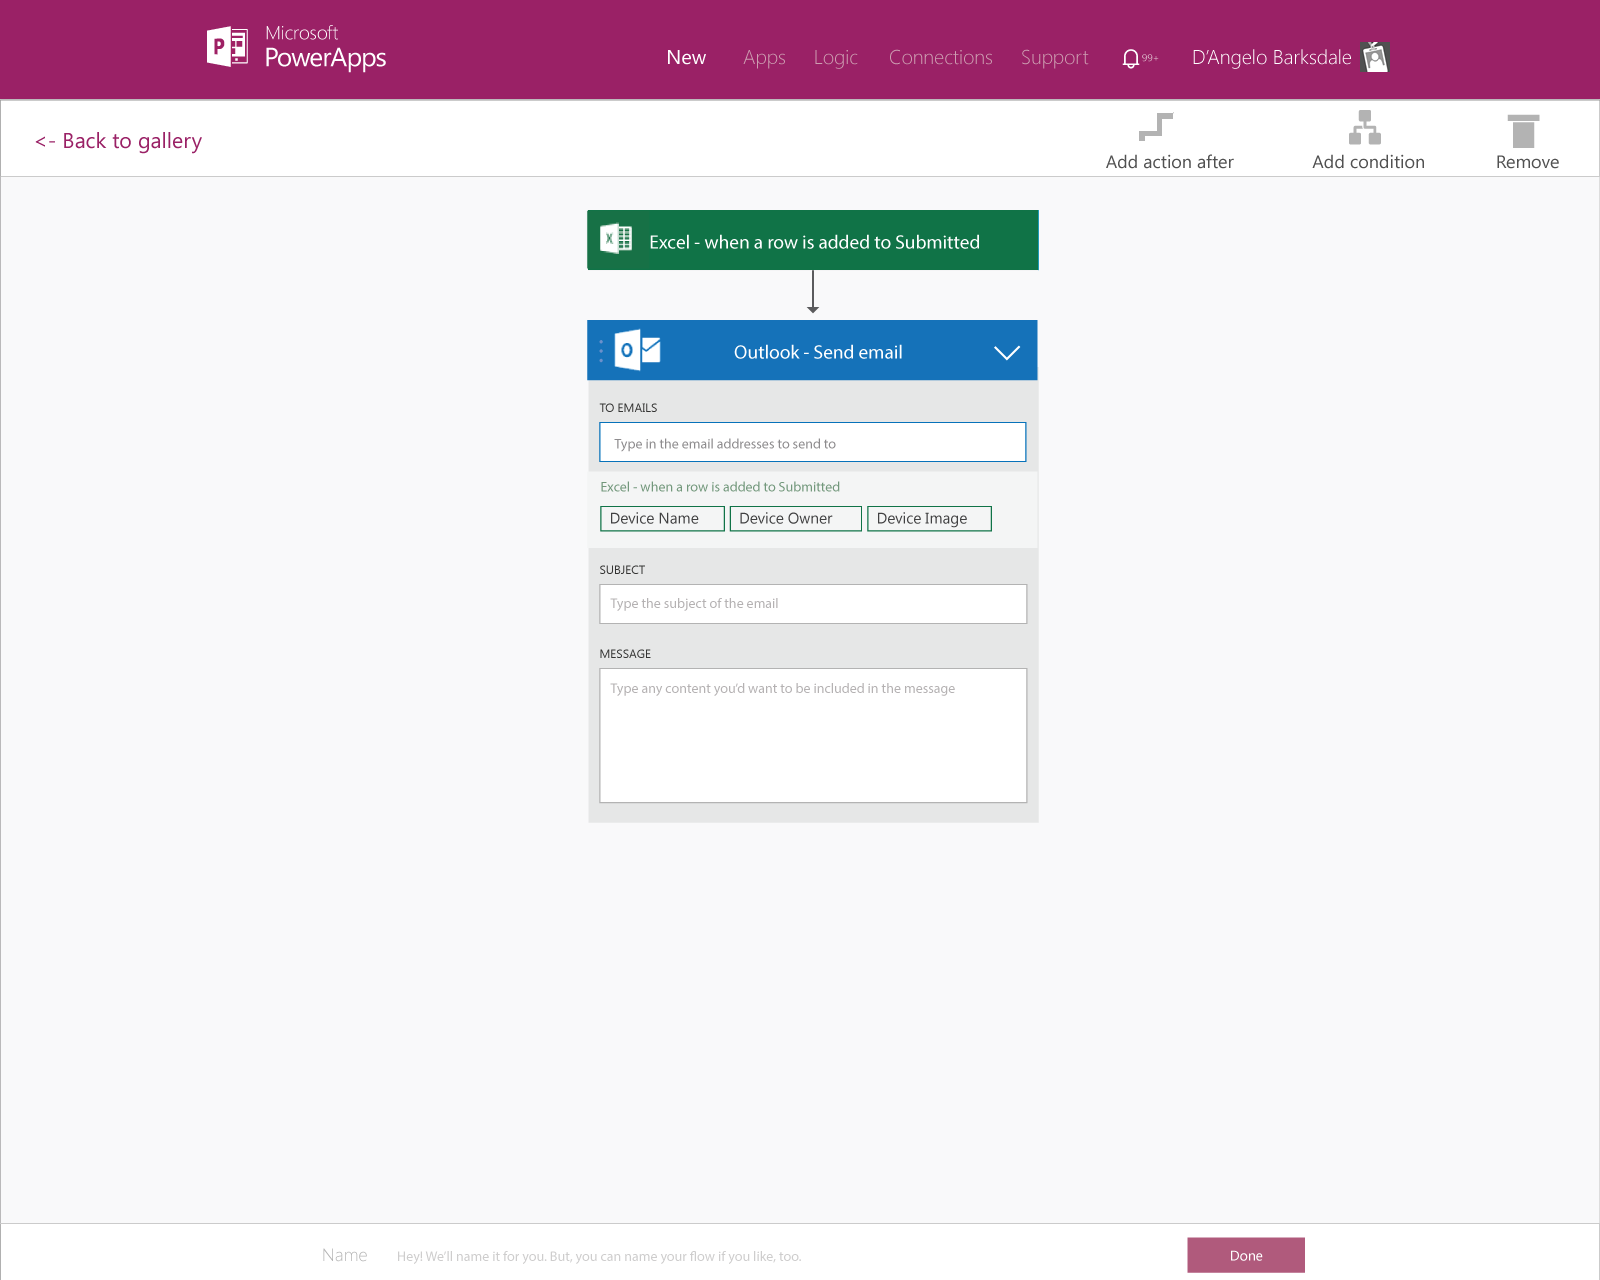 Microsoft
PowerApps
New Apps Logic Connections Support 99+ D'Angelo Barksdale
<- Back to gallery
Add action after Add condition Remove
Excel - when a row is added to Submitted
Outlook - Send email
TO EMAILS
Type in the email addresses to send to
Excel - when a row is added to Submitted
Device Name Device Owner Device Image
SUBJECT
Type the subject of the email
MESSAGE
Type any content you'd want to be included in the message
Name Hey! We'll name it for you. But, you can name your flow if you like, too. Done